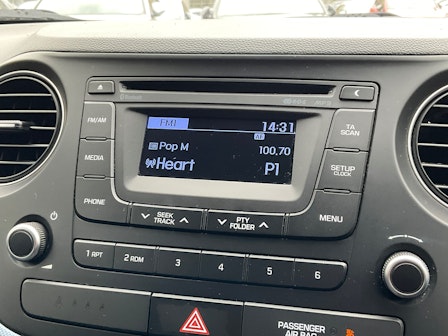 FM1 14:31
AF
Pop M 100.70
Heart P1
FM/AM
MEDIA
PHONE
TA
SCAN
SETUP
CLOCK
MENU
SEEK
TRACK
PTY
FOLDER
1 RPT 2 RDM 3 4 5 6
PASSENGER
AIR BAG